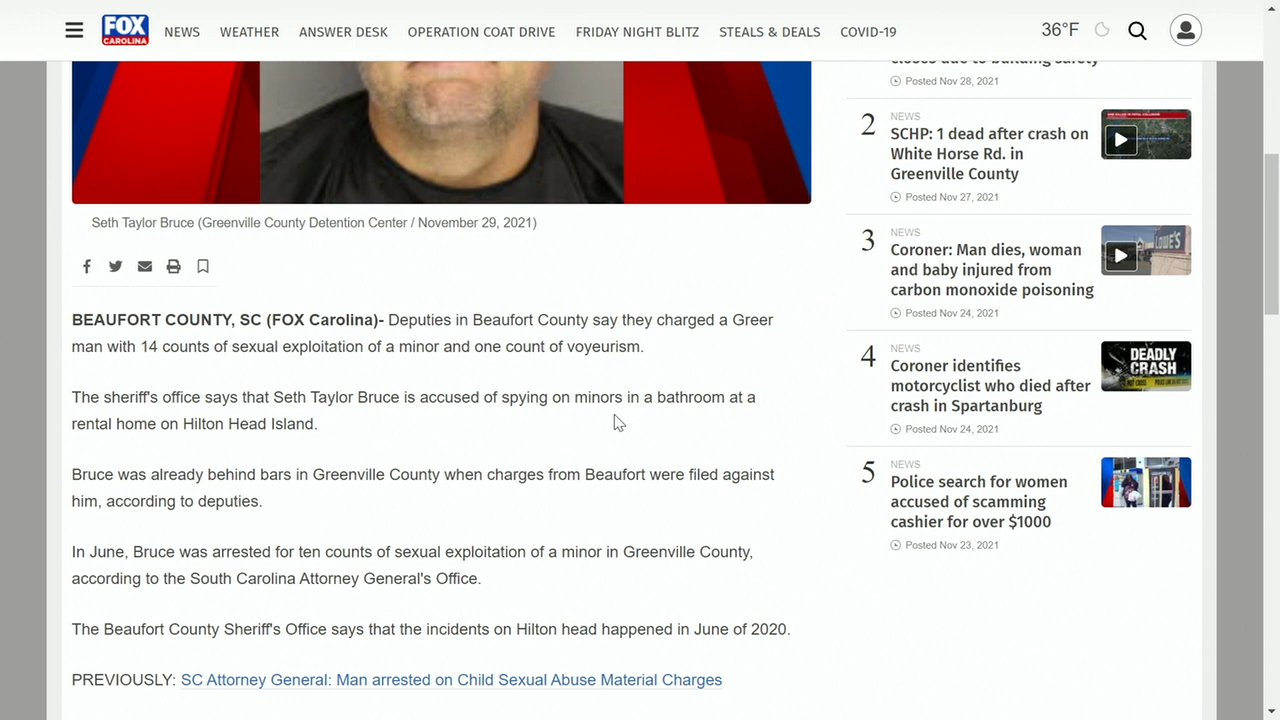 FOX
CAROLINA
NEWS
WEATHER
ANSWER DESK
OPERATION COAT DRIVE
FRIDAY NIGHT BLITZ
STEALS & DEALS
COVID-19
36°F
Seth Taylor Bruce (Greenville County Detention Center / November 29, 2021)
BEAUFORT COUNTY, SC (FOX Carolina)- Deputies in Beaufort County say they charged a Greer
man with 14 counts of sexual exploitation of a minor and one count of voyeurism.
The sheriff's office says that Seth Taylor Bruce is accused of spying on minors in a bathroom at a
rental home on Hilton Head Island.
Bruce was already behind bars in Greenville County when charges from Beaufort were filed against
him, according to deputies.
In June, Bruce was arrested for ten counts of sexual exploitation of a minor in Greenville County,
according to the South Carolina Attorney General's Office.
The Beaufort County Sheriff's Office says that the incidents on Hilton head happened in June of 2020.
PREVIOUSLY: SC Attorney General: Man arrested on Child Sexual Abuse Material Charges
closes due to building safety
Posted Nov 28, 2021
2
NEWS
SCHP: 1 dead after crash on
White Horse Rd. in
Greenville County
Posted Nov 27, 2021
3
NEWS
Coroner: Man dies, woman
and baby injured from
carbon monoxide poisoning
Posted Nov 24, 2021
LOWE'S
4
NEWS
Coroner identifies
motorcyclist who died after
crash in Spartanburg
Posted Nov 24, 2021
DEADLY
CRASH
5
NEWS
Police search for women
accused of scamming
cashier for over $1000
Posted Nov 23, 2021